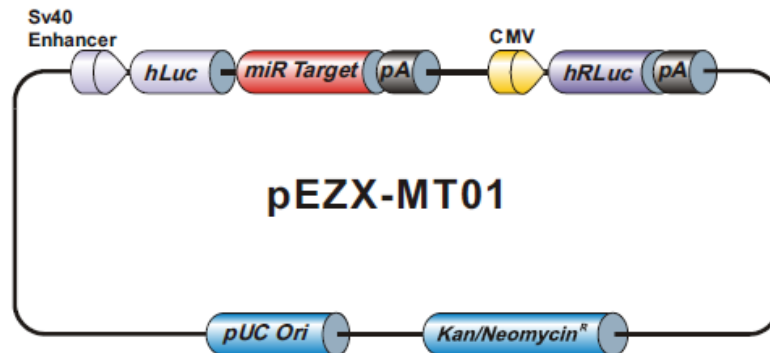 Sv40
Enhancer
CMV
hLuc
miR Target
pA
hRLuc
pA
pEZX-MT01
pUC Ori
Kan/Neomycin R